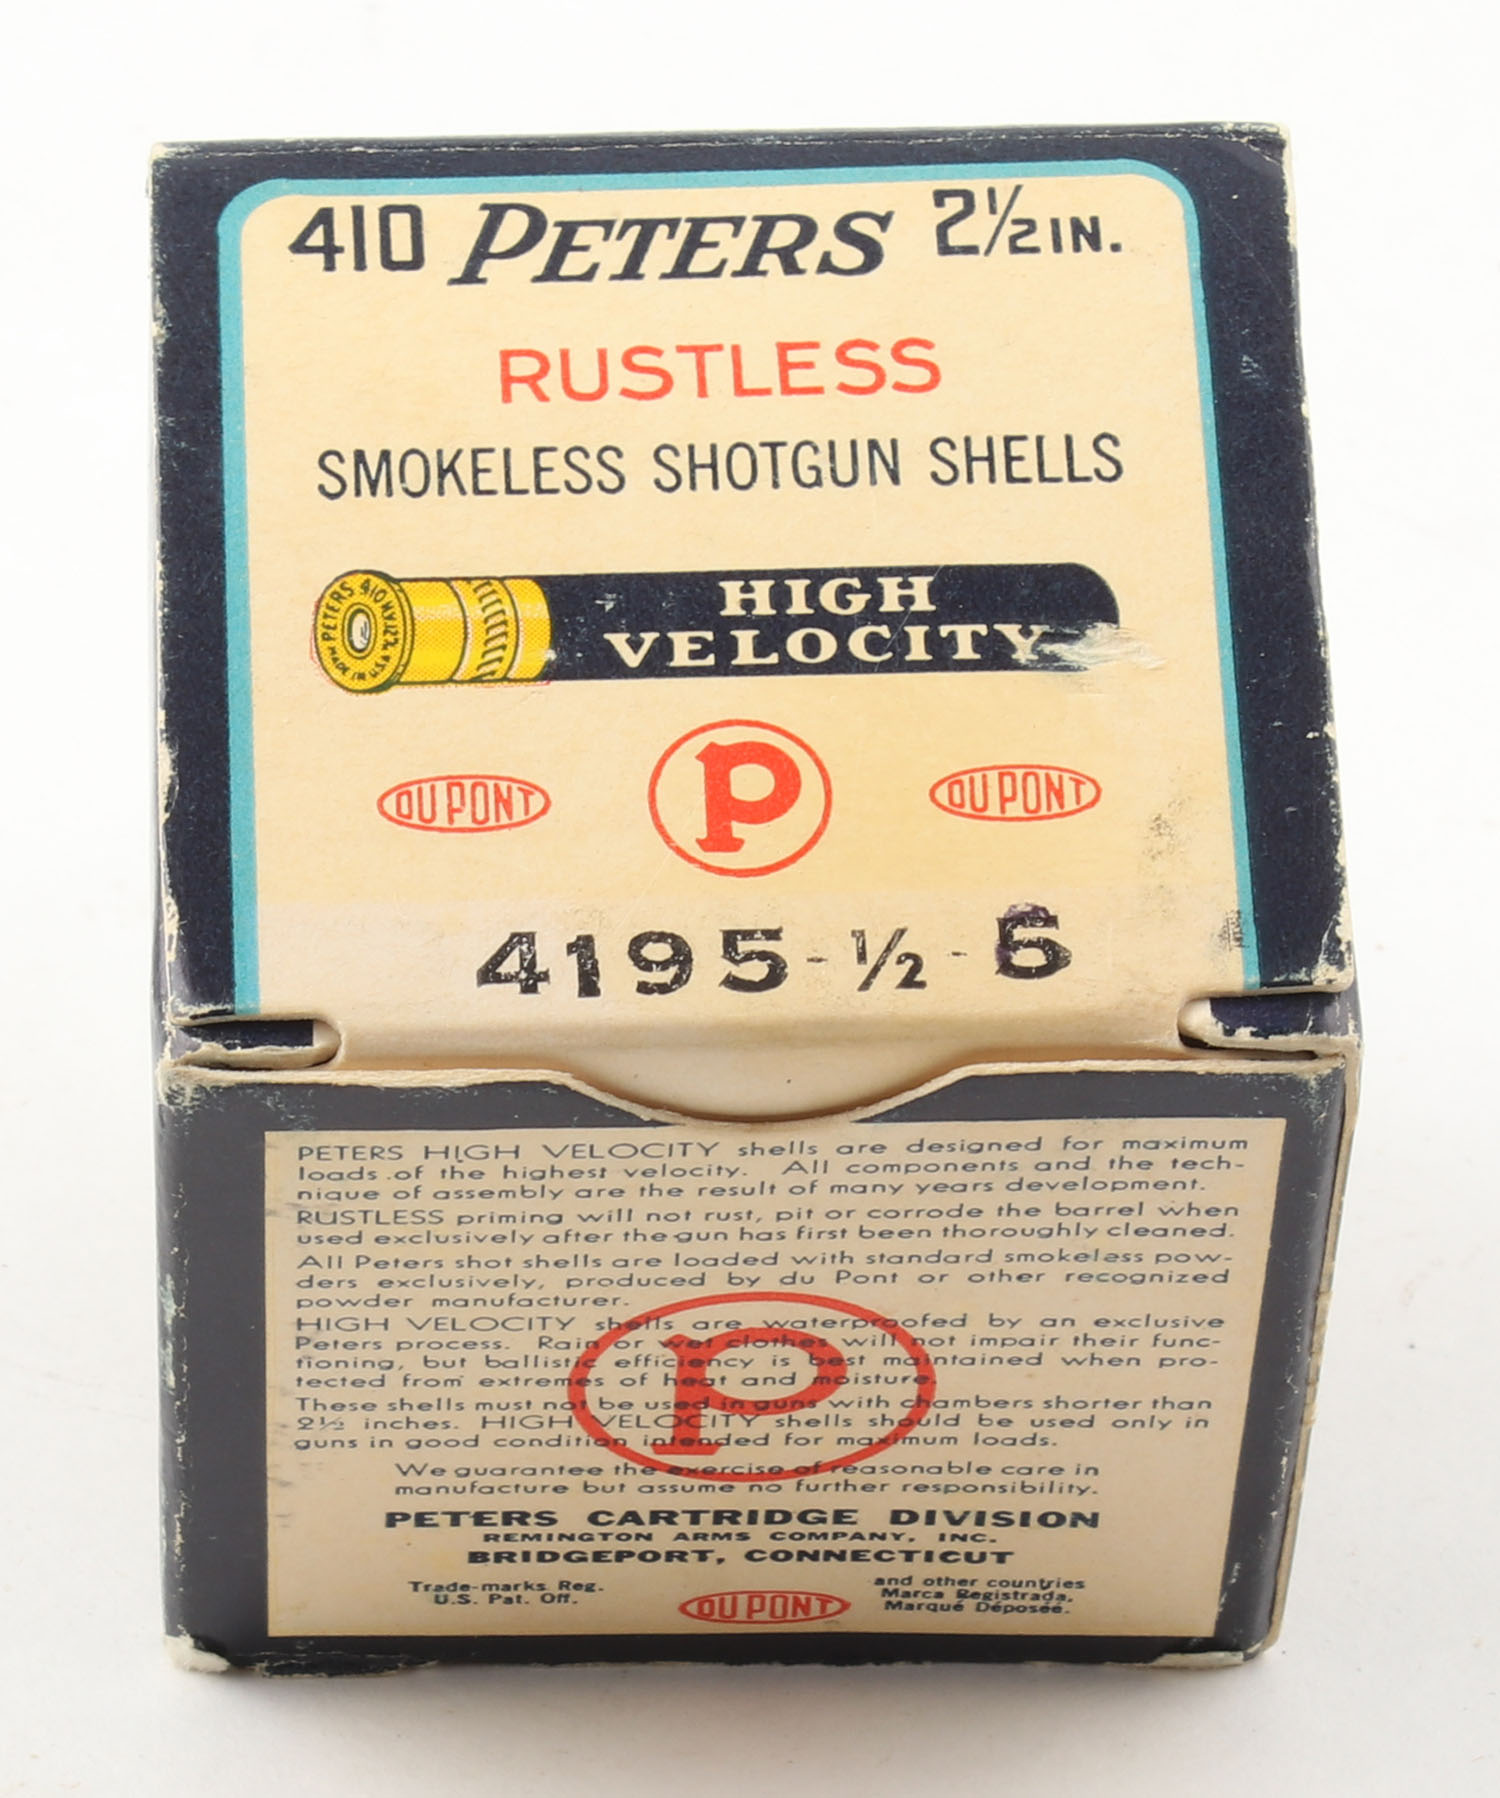 410 PETERS 2½ IN.
RUSTLESS
SMOKELESS SHOTGUN SHELLS
HIGH
VELOCITY
PETERS 410
MADE IN U.S.A.
DU PONT P DU PONT
4195-½-6
PETERS HIGH VELOCITY shells are designed for maximum
loads of the highest velocity. All components and the tech-
nique of assembly are the result of many years development.
RUSTLESS priming will not rust, pit or corrode the barrel when
used exclusively after the gun has first been thoroughly cleaned.
All Peters shot shells are loaded with standard smokeless pow-
ders exclusively, produced by du Pont or other recognized
powder manufacturer.
HIGH VELOCITY shells are waterproofed by an exclusive
Peters process. Rain or wet clothes will not impair their func-
tioning, but ballistic efficiency is best maintained when pro-
tected from extremes of heat and moisture.
These shells must not be used in guns with chambers shorter than
2½ inches. HIGH VELOCITY shells should be used only in
guns in good condition intended for maximum loads.
We guarantee the exercise of reasonable care in
manufacture but assume no further responsibility.
P
PETERS CARTRIDGE DIVISION
REMINGTON ARMS COMPANY, INC.
BRIDGEPORT, CONNECTICUT
Trade-marks Reg.
U.S. Pat. Off.
DU PONT
and other countries
Marca Registrada,
Marqué Déposée.